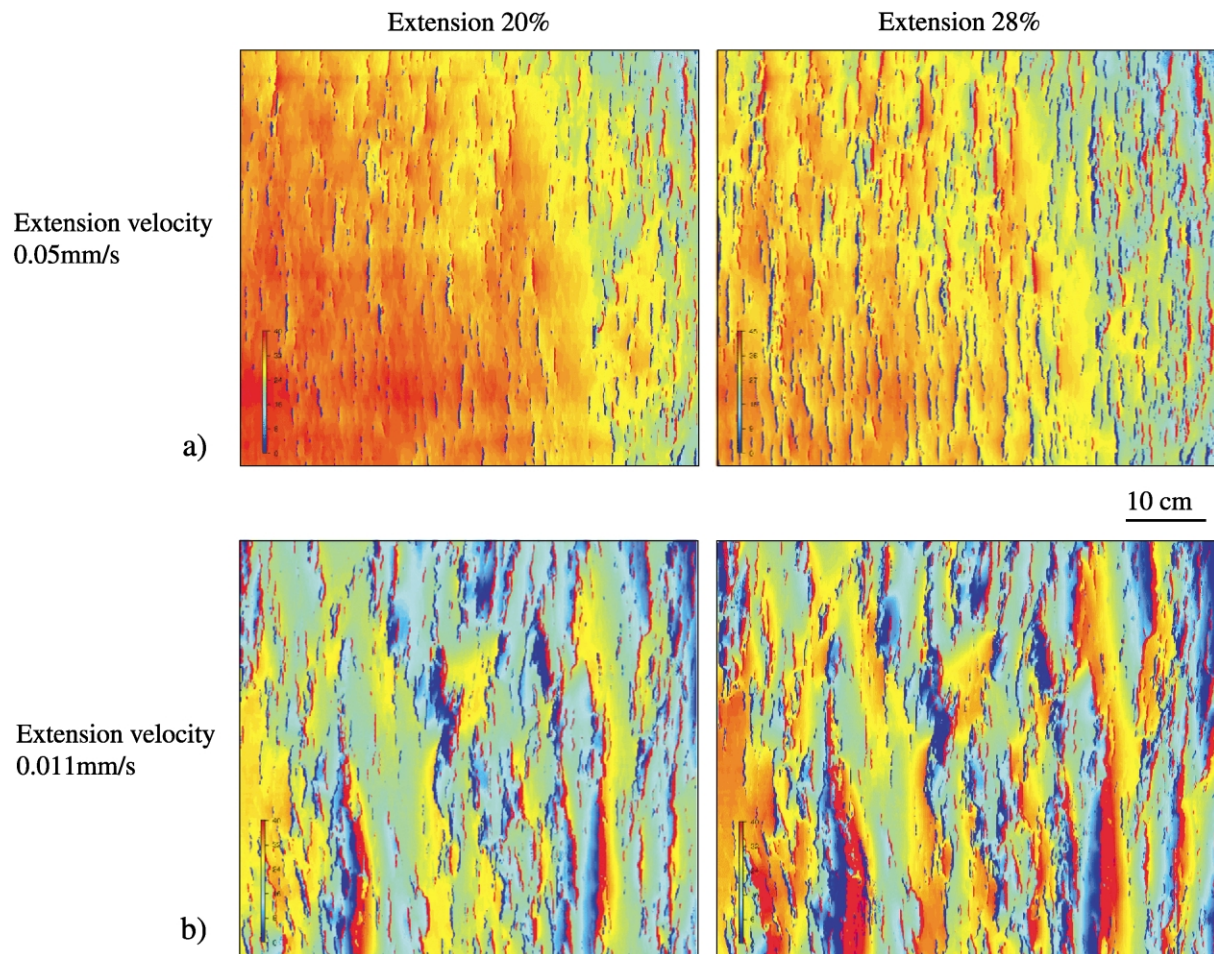 Extension 20%
Extension 28%
Extension velocity
0.05mm/s
a)
10 cm
Extension velocity
0.011mm/s
b)